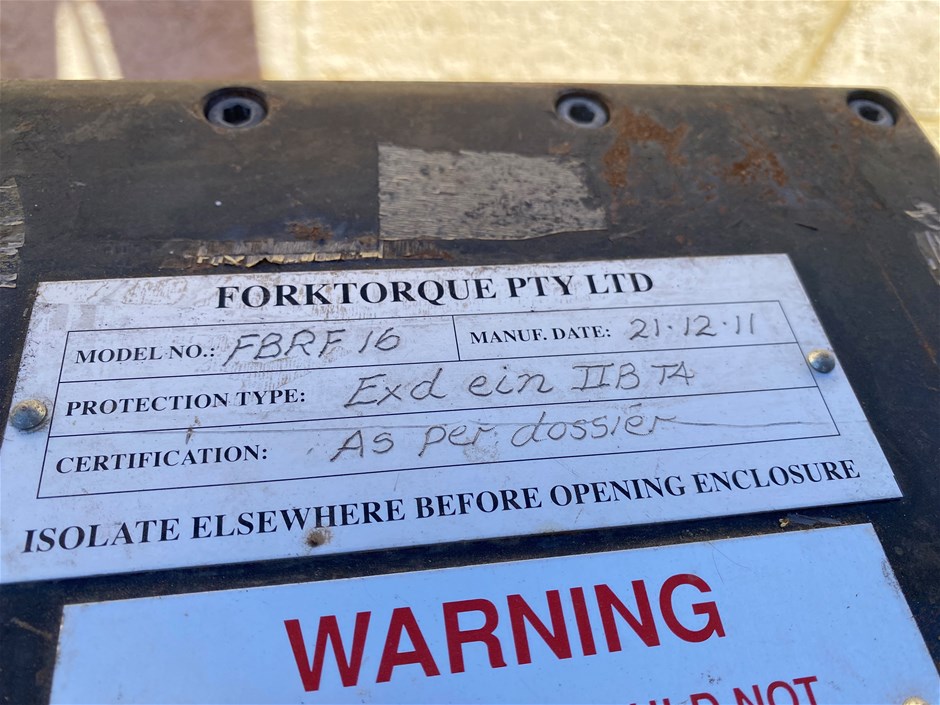 FORKTORQUE PTY LTD
MODEL NO.: FBRF 16 MANUF. DATE: 21.12.11
PROTECTION TYPE: Exd ein IIB T4
CERTIFICATION: As per dossier
ISOLATE ELSEWHERE BEFORE OPENING ENCLOSURE
WARNING
NOT